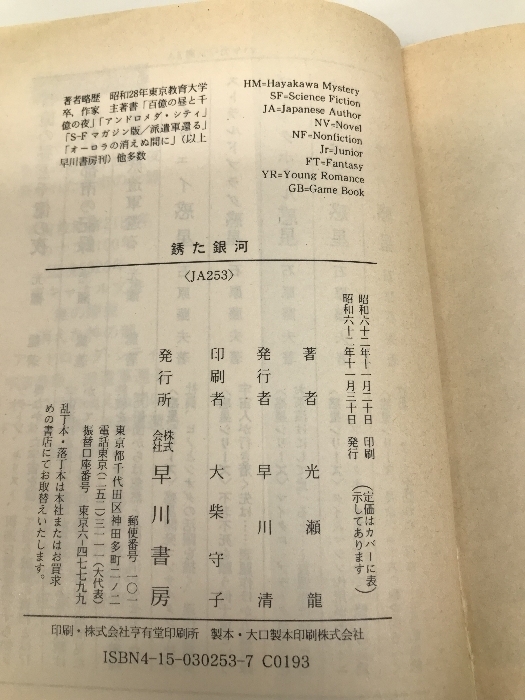 著者略歴 昭和28年東京教育大学
卒,作家 主著書「百億の昼と千
億の夜」「アンドロメダ・シティ」
「S-Fマガジン版/派遣軍還る」
「オーロラの消えぬ間に」(以上
早川書房刊)他多数
HM=Hayakawa Mystery
SF=Science Fiction
JA=Japanese Author
NV=Novel
NF=Nonfiction
Jr=Junior
FT=Fantasy
YR=Young Romance
GB=Game Book
錆た銀河
〈JA253〉
昭和六十二年十一月二十日 印刷
昭和六十二年十一月三十日 発行
(定価はカバーに表
示してあります)
著者 光瀬龍
発行者 早川清
印刷者 大柴守子
発行所 株式会社 早川書房
郵便番号 一〇一
東京都千代田区神田多町二ノ二
電話東京(二五二)三一一一(大代表)
振替口座番号 東京六-四七七九九
乱丁本・落丁本は本社またはお買求
めの書店にてお取替えいたします。
印刷・株式会社亨有堂印刷所 製本・大口製本印刷株式会社
ISBN4-15-030253-7 C0193